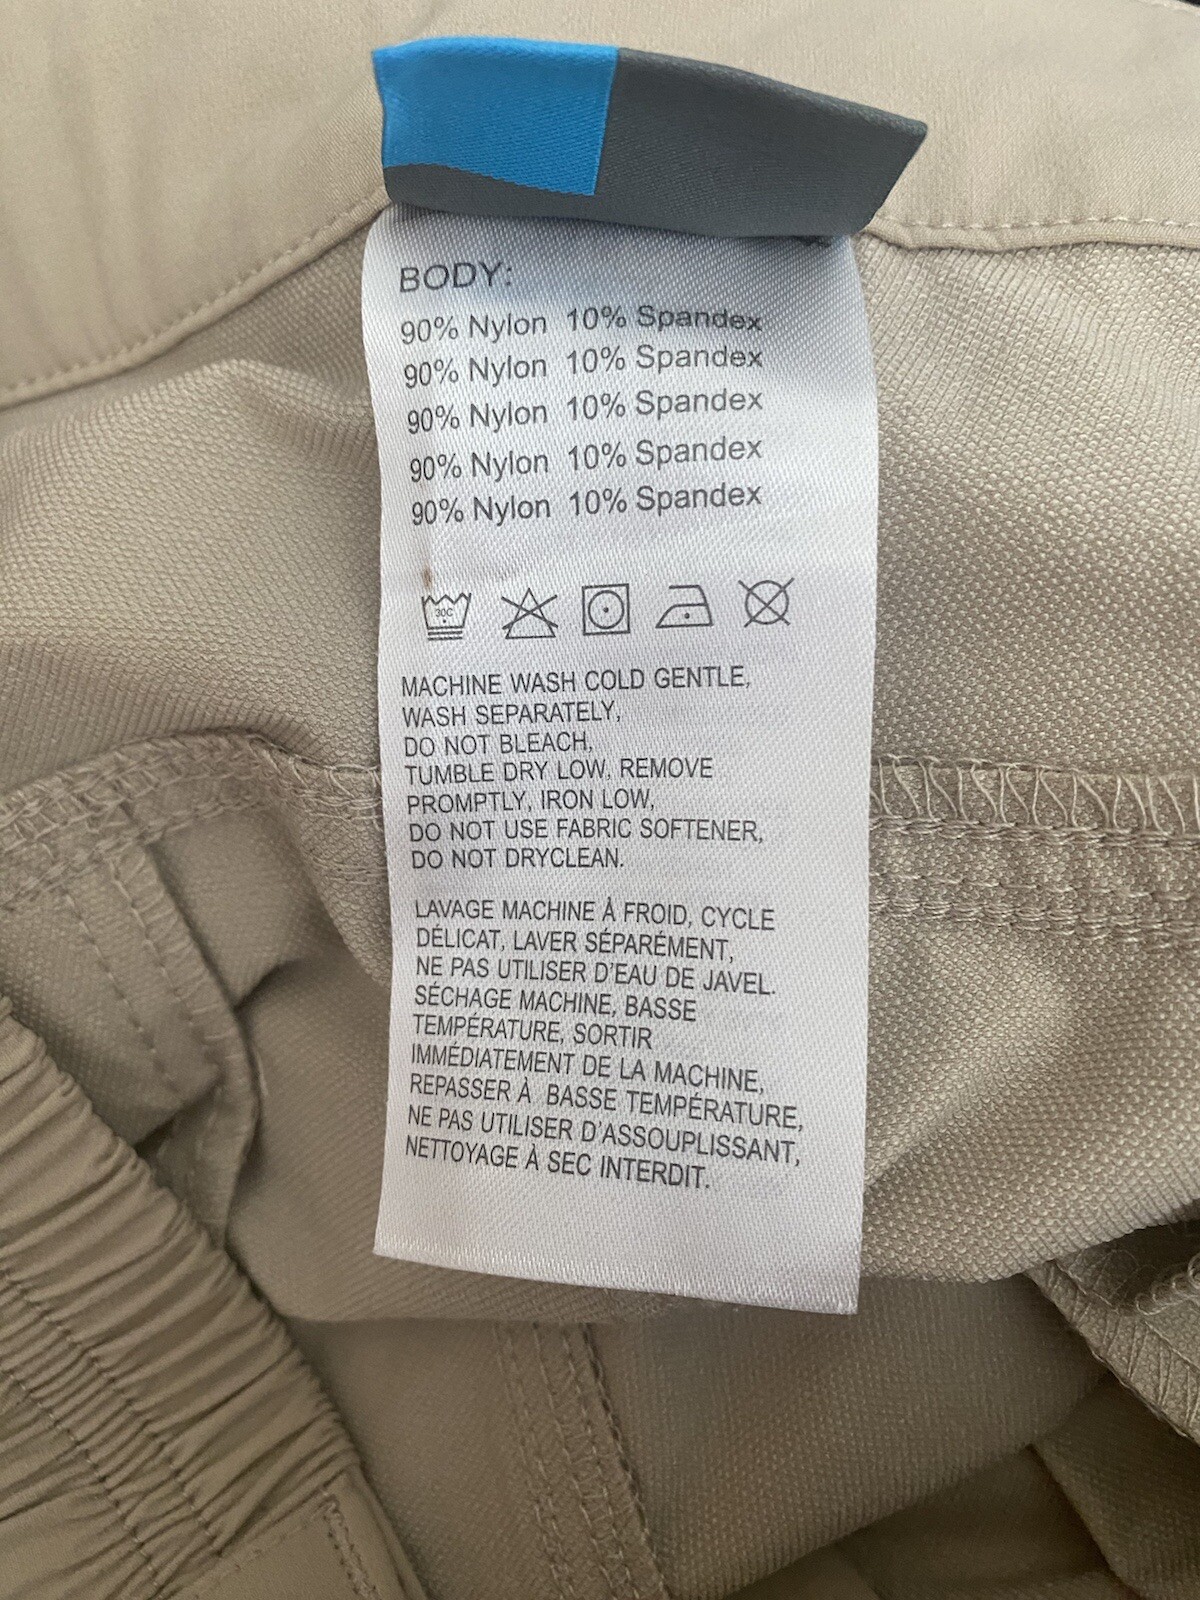 BODY:
90% Nylon 10% Spandex
90% Nylon 10% Spandex
90% Nylon 10% Spandex
90% Nylon 10% Spandex
90% Nylon 10% Spandex
30C
MACHINE WASH COLD GENTLE,
WASH SEPARATELY,
DO NOT BLEACH,
TUMBLE DRY LOW, REMOVE
PROMPTLY, IRON LOW,
DO NOT USE FABRIC SOFTENER,
DO NOT DRYCLEAN.
LAVAGE MACHINE À FROID, CYCLE
DÉLICAT, LAVER SÉPARÉMENT,
NE PAS UTILISER D'EAU DE JAVEL.
SÉCHAGE MACHINE, BASSE
TEMPÉRATURE, SORTIR
IMMÉDIATEMENT DE LA MACHINE,
REPASSER À BASSE TEMPÉRATURE,
NE PAS UTILISER D'ASSOUPLISSANT,
NETTOYAGE À SEC INTERDIT.